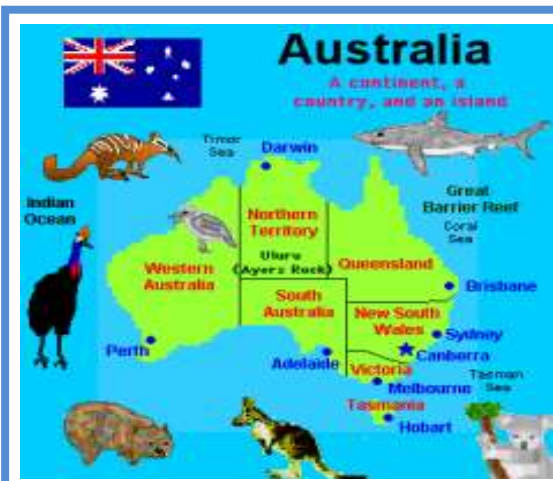 Australia
A continent, a
country, and an island
Timor
Sea
Darwin
Indian
Ocean
Great
Barrier Reef
Coral
Sea
Northern
Territory
Uluru
(Ayers Rock)
Queensland
Western
Australia
South
Australia
Brisbane
New South
Wales
Sydney
Perth
Adelaide
Canberra
Victoria
Tasman
Sea
Melbourne
Tasmania
Hobart